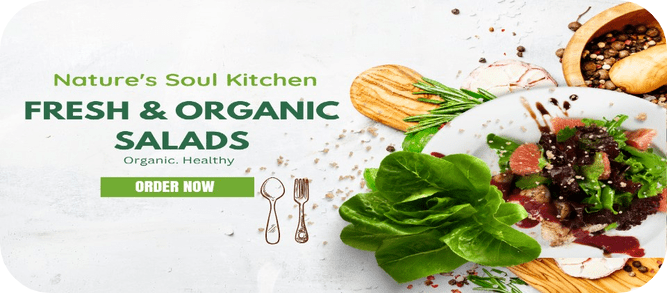 Nature's Soul Kitchen
FRESH & ORGANIC
SALADS
Organic. Healthy
ORDER NOW